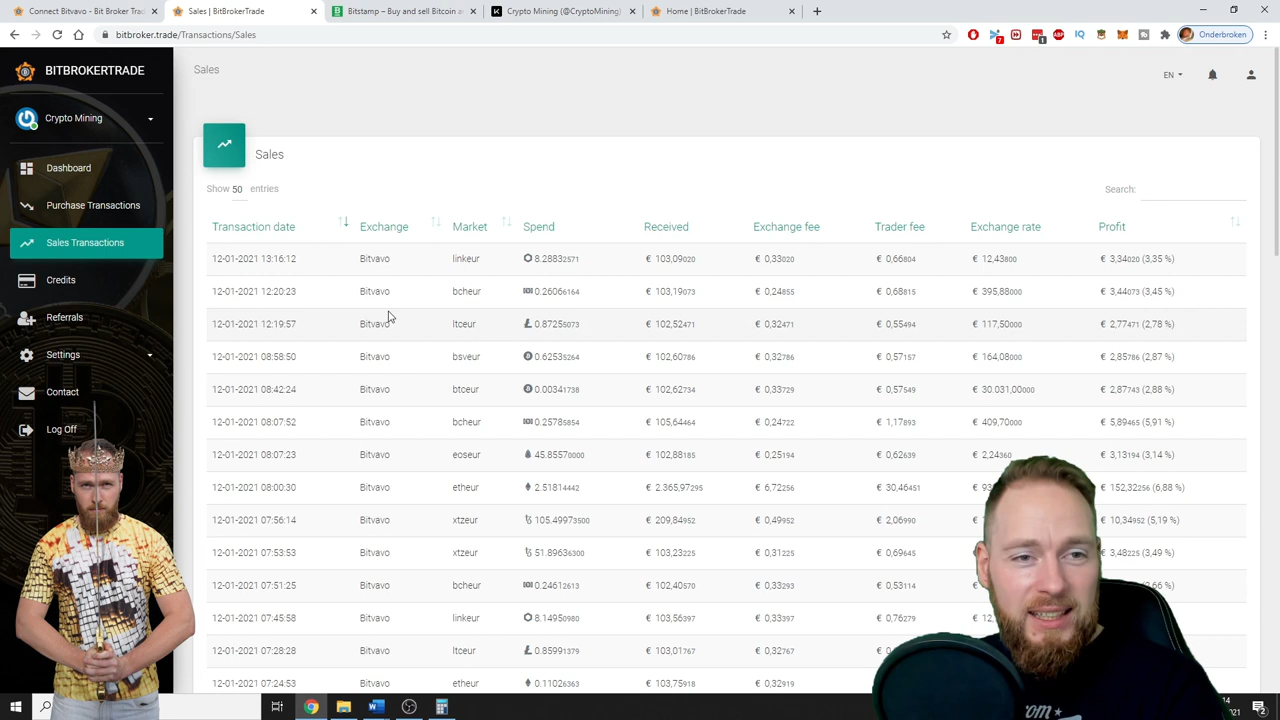 Connect Bitavo - BitBrokerTrad
Sales | BitBrokerTrade
Bitstamp – Buy and sell Bitcoin a
Crypto Mining (@CryptoMining)
Home | BitBrokerTrade
bitbroker.trade/Transactions/Sales
7
1
ABP
IQ
Onderbroken
BITBROKERTRADE
Sales
EN
Crypto Mining
Dashboard
Purchase Transactions
Sales Transactions
Credits
Referrals
Settings
Contact
Log Off
Sales
Show 50 entries
Search:
Transaction date Exchange Market Spend Received Exchange fee Trader fee Exchange rate Profit
12-01-2021 13:16:12 Bitvavo linkeur 8.28832571 € 103,09020 € 0,33020 € 0,66804 € 12,43800 € 3,34020 (3,35 %)
12-01-2021 12:20:23 Bitvavo bcheur 0.26066164 € 103,19073 € 0,24855 € 0,68815 € 395,88000 € 3,44073 (3,45 %)
12-01-2021 12:19:57 Bitvavo ltceur 0.87255073 € 102,52471 € 0,32471 € 0,55494 € 117,50000 € 2,77471 (2,78 %)
12-01-2021 08:58:50 Bitvavo bsveur 0.62535264 € 102,60786 € 0,32786 € 0,57157 € 164,08000 € 2,85786 (2,87 %)
12-01-2021 08:42:24 Bitvavo btceur 0.00341738 € 102,62734 € 0,25734 € 0,57549 € 30.031,00000 € 2,87743 (2,88 %)
12-01-2021 08:07:52 Bitvavo bcheur 0.25785854 € 105,64464 € 0,24722 € 1,17893 € 409,70000 € 5,89465 (5,91 %)
12-01-2021 08:07:25 Bitvavo eoseur 45.85570000 € 102,88185 € 0,25194 € 0,62639 € 2,24360 € 3,13194 (3,14 %)
12-01-2021 08:00:30 Bitvavo etheur 2.51814442 € 2.365,97295 € 5,72256 € € 152,32256 (6,88 %)
12-01-2021 07:56:14 Bitvavo xtzeur 105.49973500 € 209,84952 € 0,49952 € 2,06990 € € 10,34952 (5,19 %)
12-01-2021 07:53:53 Bitvavo xtzeur 51.89636300 € 103,23225 € 0,31225 € 0,69645 € € 3,48225 (3,49 %)
12-01-2021 07:51:25 Bitvavo bcheur 0.24612613 € 102,40570 € 0,33293 € 0,53114 €
12-01-2021 07:45:58 Bitvavo linkeur 8.14950980 € 103,56397 € 0,33397 € 0,76279 € 12,
12-01-2021 07:28:28 Bitvavo ltceur 0.85991379 € 103,01767 € 0,32767 €
12-01-2021 07:24:53 Bitvavo etheur 0.11026363 € 103,75918 € 0,32919 €